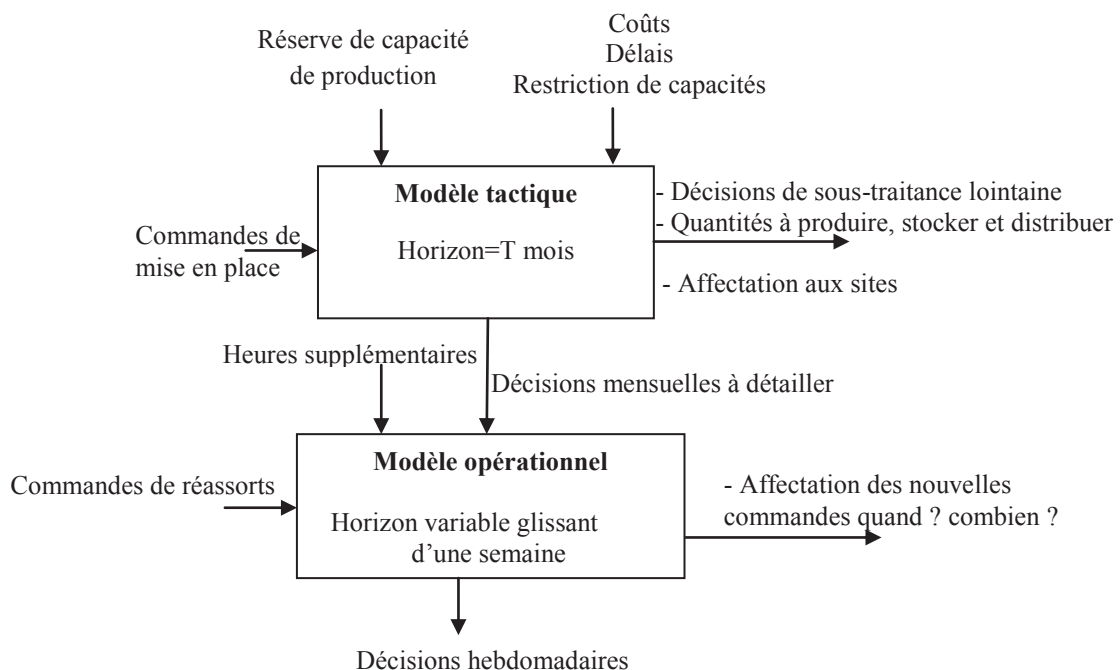 Réserve de capacité
de production
Coûts
Délais
Restriction de capacités
Commandes de
mise en place
Modèle tactique
Horizon=T mois
- Décisions de sous-traitance lointaine
- Quantités à produire, stocker et distribuer
- Affectation aux sites
Heures supplémentaires
Décisions mensuelles à détailler
Commandes de réassorts
Modèle opérationnel
Horizon variable glissant
d’une semaine
- Affectation des nouvelles
commandes quand ? combien ?
Décisions hebdomadaires